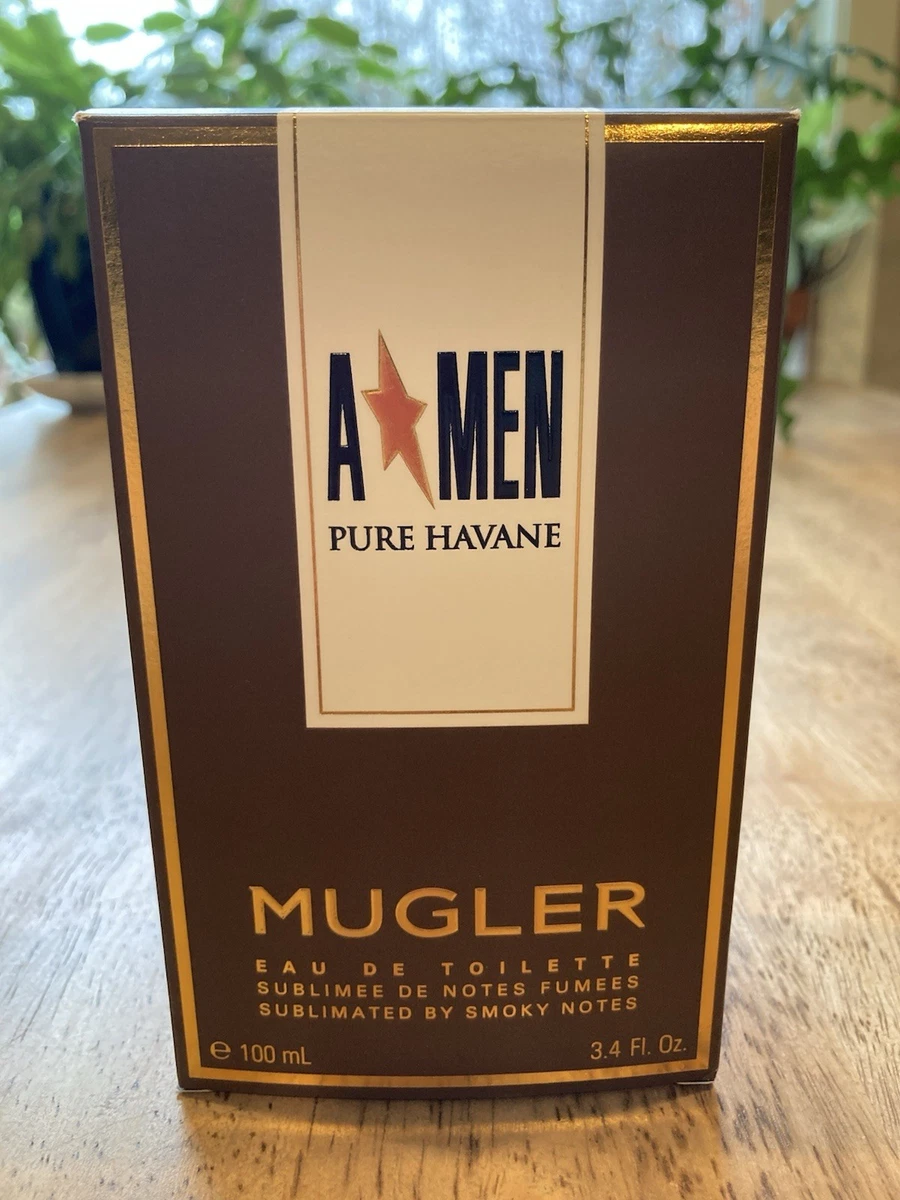 A MEN
PURE HAVANE
MUGLER
EAU DE TOILETTE
SUBLIMEE DE NOTES FUMEES
SUBLIMATED BY SMOKY NOTES
℮ 100 mL 3.4 Fl. Oz.